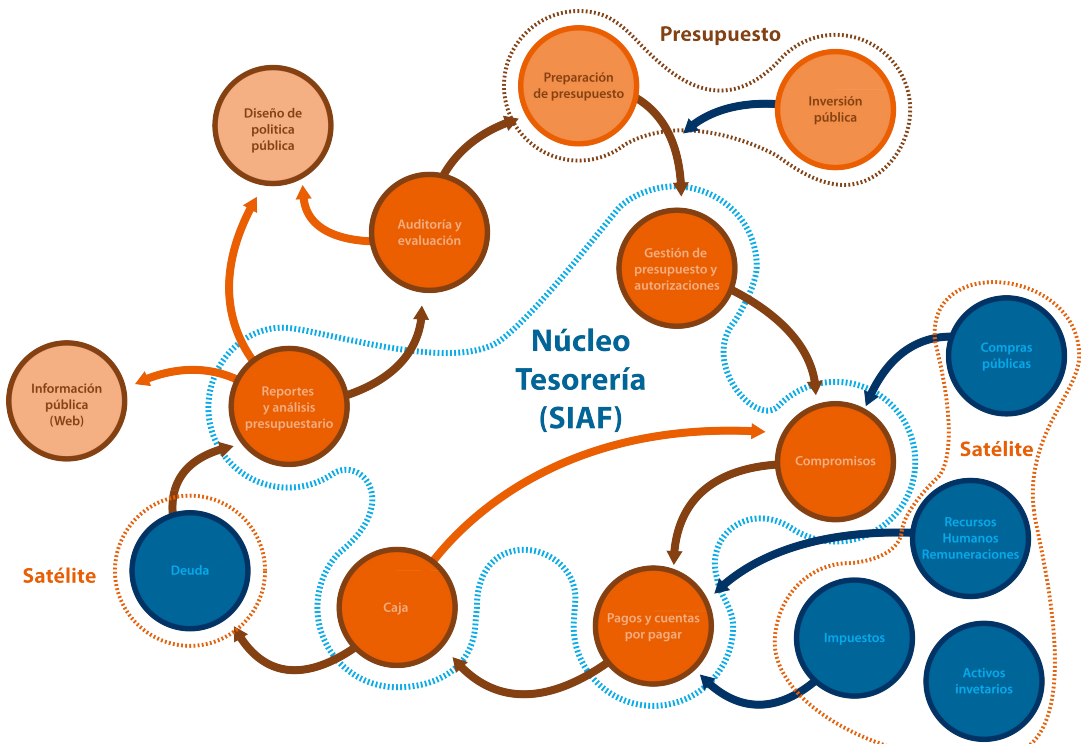 Presupuesto
Preparación
de presupuesto
Inversión
pública
Diseño de
politica
pública
Auditoría y
evaluación
Gestión de
presupuesto y
autorizaciones
Núcleo
Tesorería
(SIAF)
Compras
públicas
Información
pública
(Web)
Reportes
y análisis
presupuestario
Compromisos
Satélite
Recursos
Humanos
Remuneraciones
Satélite
Deuda
Caja
Pagos y cuentas
por pagar
Impuestos
Activos
invetarios